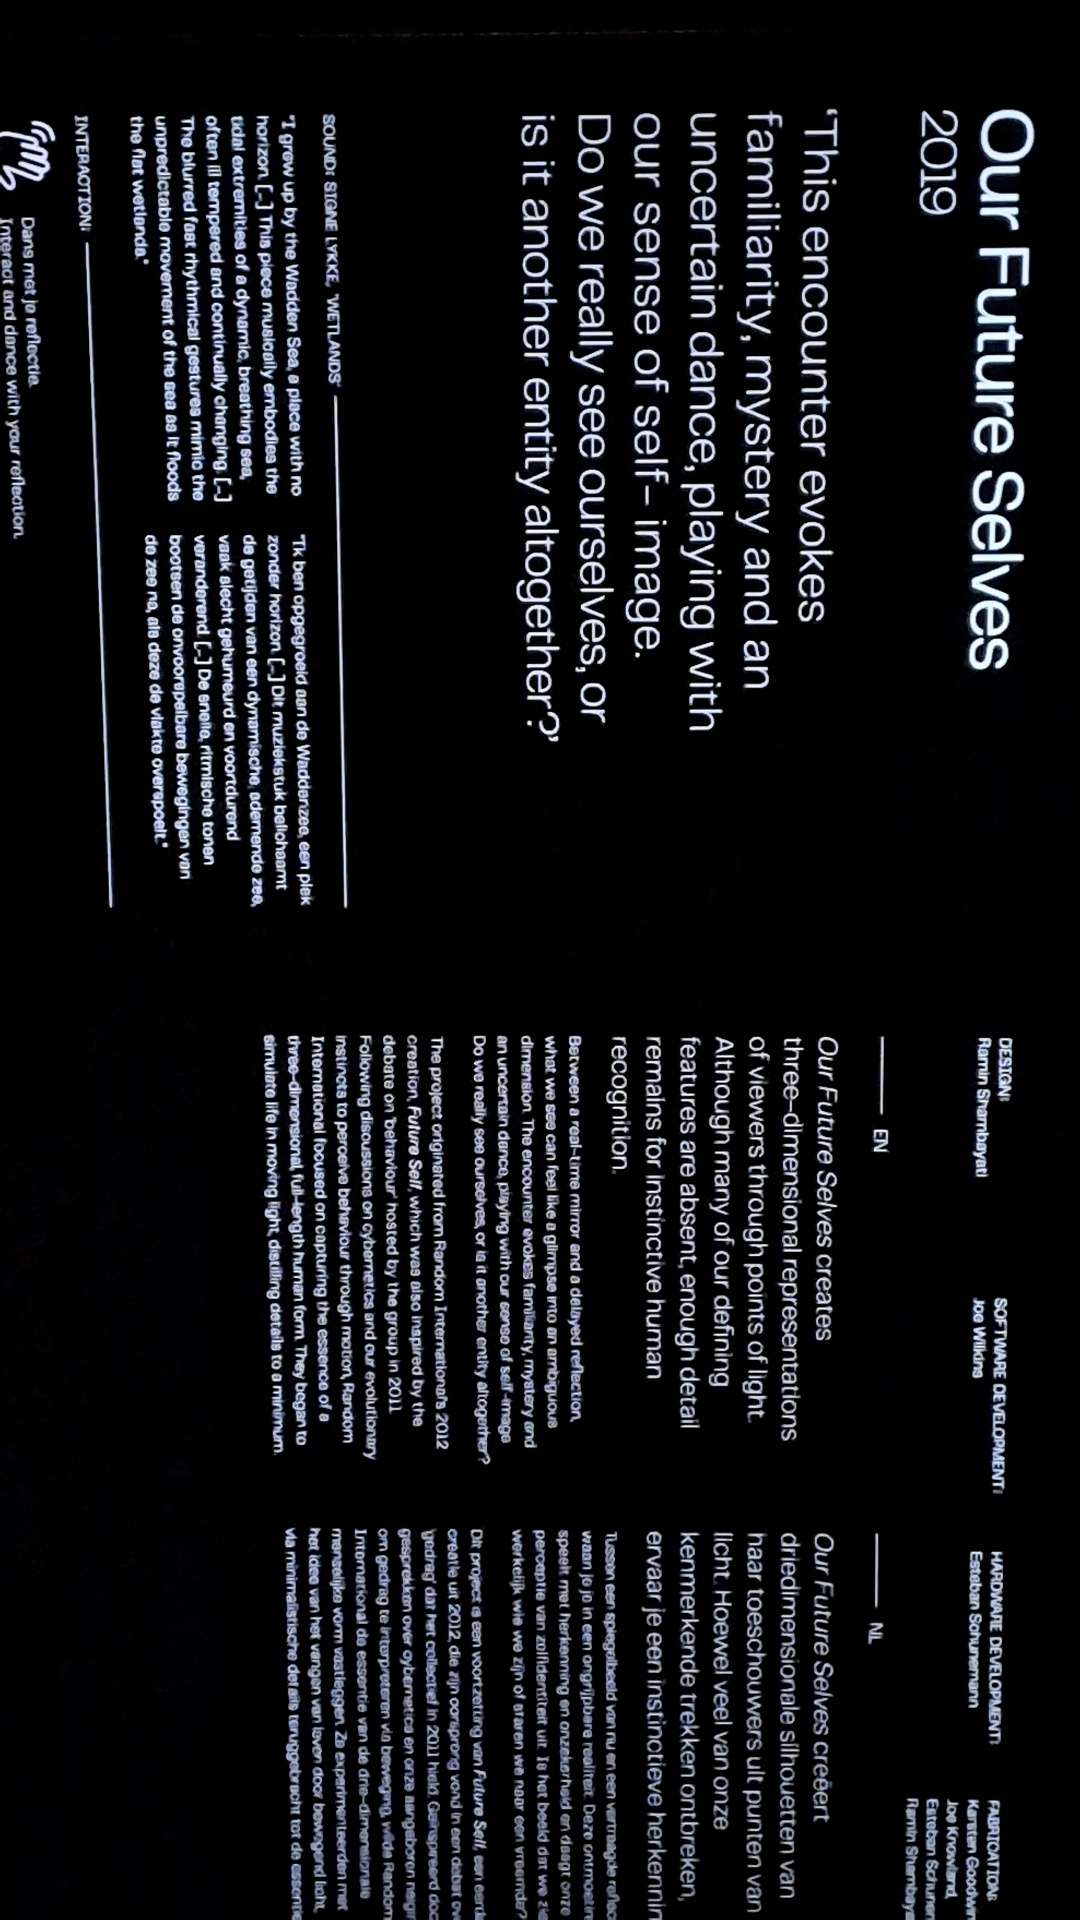 Our Future Selves
2019
‘This encounter evokes
familiarity, mystery and an
uncertain dance, playing with
our sense of self– image.
Do we really see ourselves, or
is it another entity altogether?’
SOUND: SIGNE LYKKE, 'WETLANDS'
"I grew up by the Wadden Sea, a place with no
horizon. [...] This piece musically embodies the
tidal extremities of a dynamic, breathing sea,
often ill tempered and continually changing. [...]
The blurred fast rhythmical gestures mimic the
unpredictable movement of the sea as it floods
the flat wetlands."
"Ik ben opgegroeid aan de Waddenzee, een plek
zonder horizon. [...] Dit muziekstuk belichaamt
de getijden van een dynamische, ademende zee,
vaak slecht gehumeurd en voortdurend
veranderend. [...] De snelle, ritmische tonen
bootsen de onvoorspelbare bewegingen van
de zee na, als deze de vlakte overspoelt."
INTERACTION:
Dans met je reflectie.
Interact and dance with your reflection.
DESIGN:
Ramin Shambayati
SOFTWARE DEVELOPMENT:
Joe Wilkins
HARDWARE DEVELOPMENT:
Esteban Schunemann
FABRICATION:
Karsten Goodwin
Joe Knowland,
Esteban Schunem
Ramin Shambaya
EN
Our Future Selves creates
three–dimensional representations
of viewers through points of light.
Although many of our defining
features are absent, enough detail
remains for instinctive human
recognition.
Between a real–time mirror and a delayed reflection,
what we see can feel like a glimpse into an ambiguous
dimension. The encounter evokes familiarity, mystery and
an uncertain dance, playing with our sense of self–image.
Do we really see ourselves, or is it another entity altogether?
The project originated from Random International's 2012
creation, Future Self, which was also inspired by the
debate on 'behaviour' hosted by the group in 2011.
Following discussions on cybernetics and our evolutionary
instincts to perceive behaviour through motion, Random
International focused on capturing the essence of a
three–dimensional, full–length human form. They began to
simulate life in moving light, distilling details to a minimum.
NL
Our Future Selves creëert
driedimensionale silhouetten van
haar toeschouwers uit punten van
licht. Hoewel veel van onze
kenmerkende trekken ontbreken,
ervaar je een instinctieve herkennin
Tussen een spiegelbeeld van nu en een vertraagde reflec
waan je je in een ongrijpbare realiteit. Deze ontmoetin
speelt met herkenning en onzekerheid en daagt onze
perceptie van zelfidentiteit uit. Is het beeld dat we zie
werkelijk wie we zijn of staren we naar een vreemde?
Dit project is een voortzetting van Future Self, een eerde
creatie uit 2012, die zijn oorsprong vond in een debat ov
'gedrag' dat het collectief in 2011 hield. Geïnspireerd doo
gesprekken over cybernetica en onze aangeboren neigin
om gedrag te interpreteren via beweging, wilde Random
International de essentie van de drie–dimensionale
menselijke vorm vastleggen. Ze experimenteerden met
het idee van het vangen van leven door bewegend licht,
via minimalistische details teruggebracht tot de essentie